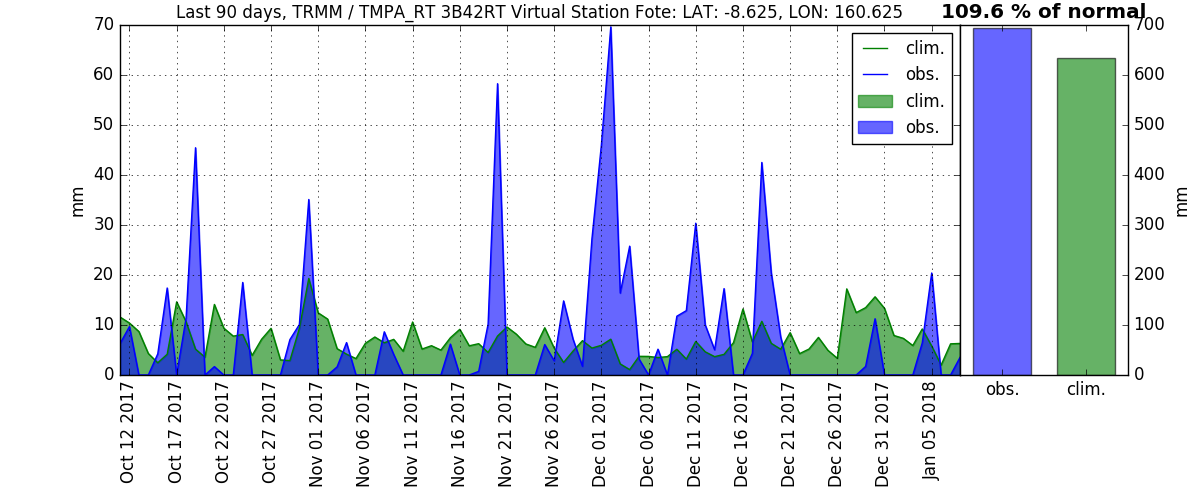 Last 90 days, TRMM / TMPA_RT 3B42RT Virtual Station Fote: LAT: -8.625, LON: 160.625
109.6 % of normal
70
60
50
40
30
20
10
0
mm
clim.
obs.
clim.
obs.
Oct 12 2017
Oct 17 2017
Oct 22 2017
Oct 27 2017
Nov 01 2017
Nov 06 2017
Nov 11 2017
Nov 16 2017
Nov 21 2017
Nov 26 2017
Dec 01 2017
Dec 06 2017
Dec 11 2017
Dec 16 2017
Dec 21 2017
Dec 26 2017
Dec 31 2017
Jan 05 2018
700
600
500
400
300
200
100
0
mm
obs.
clim.